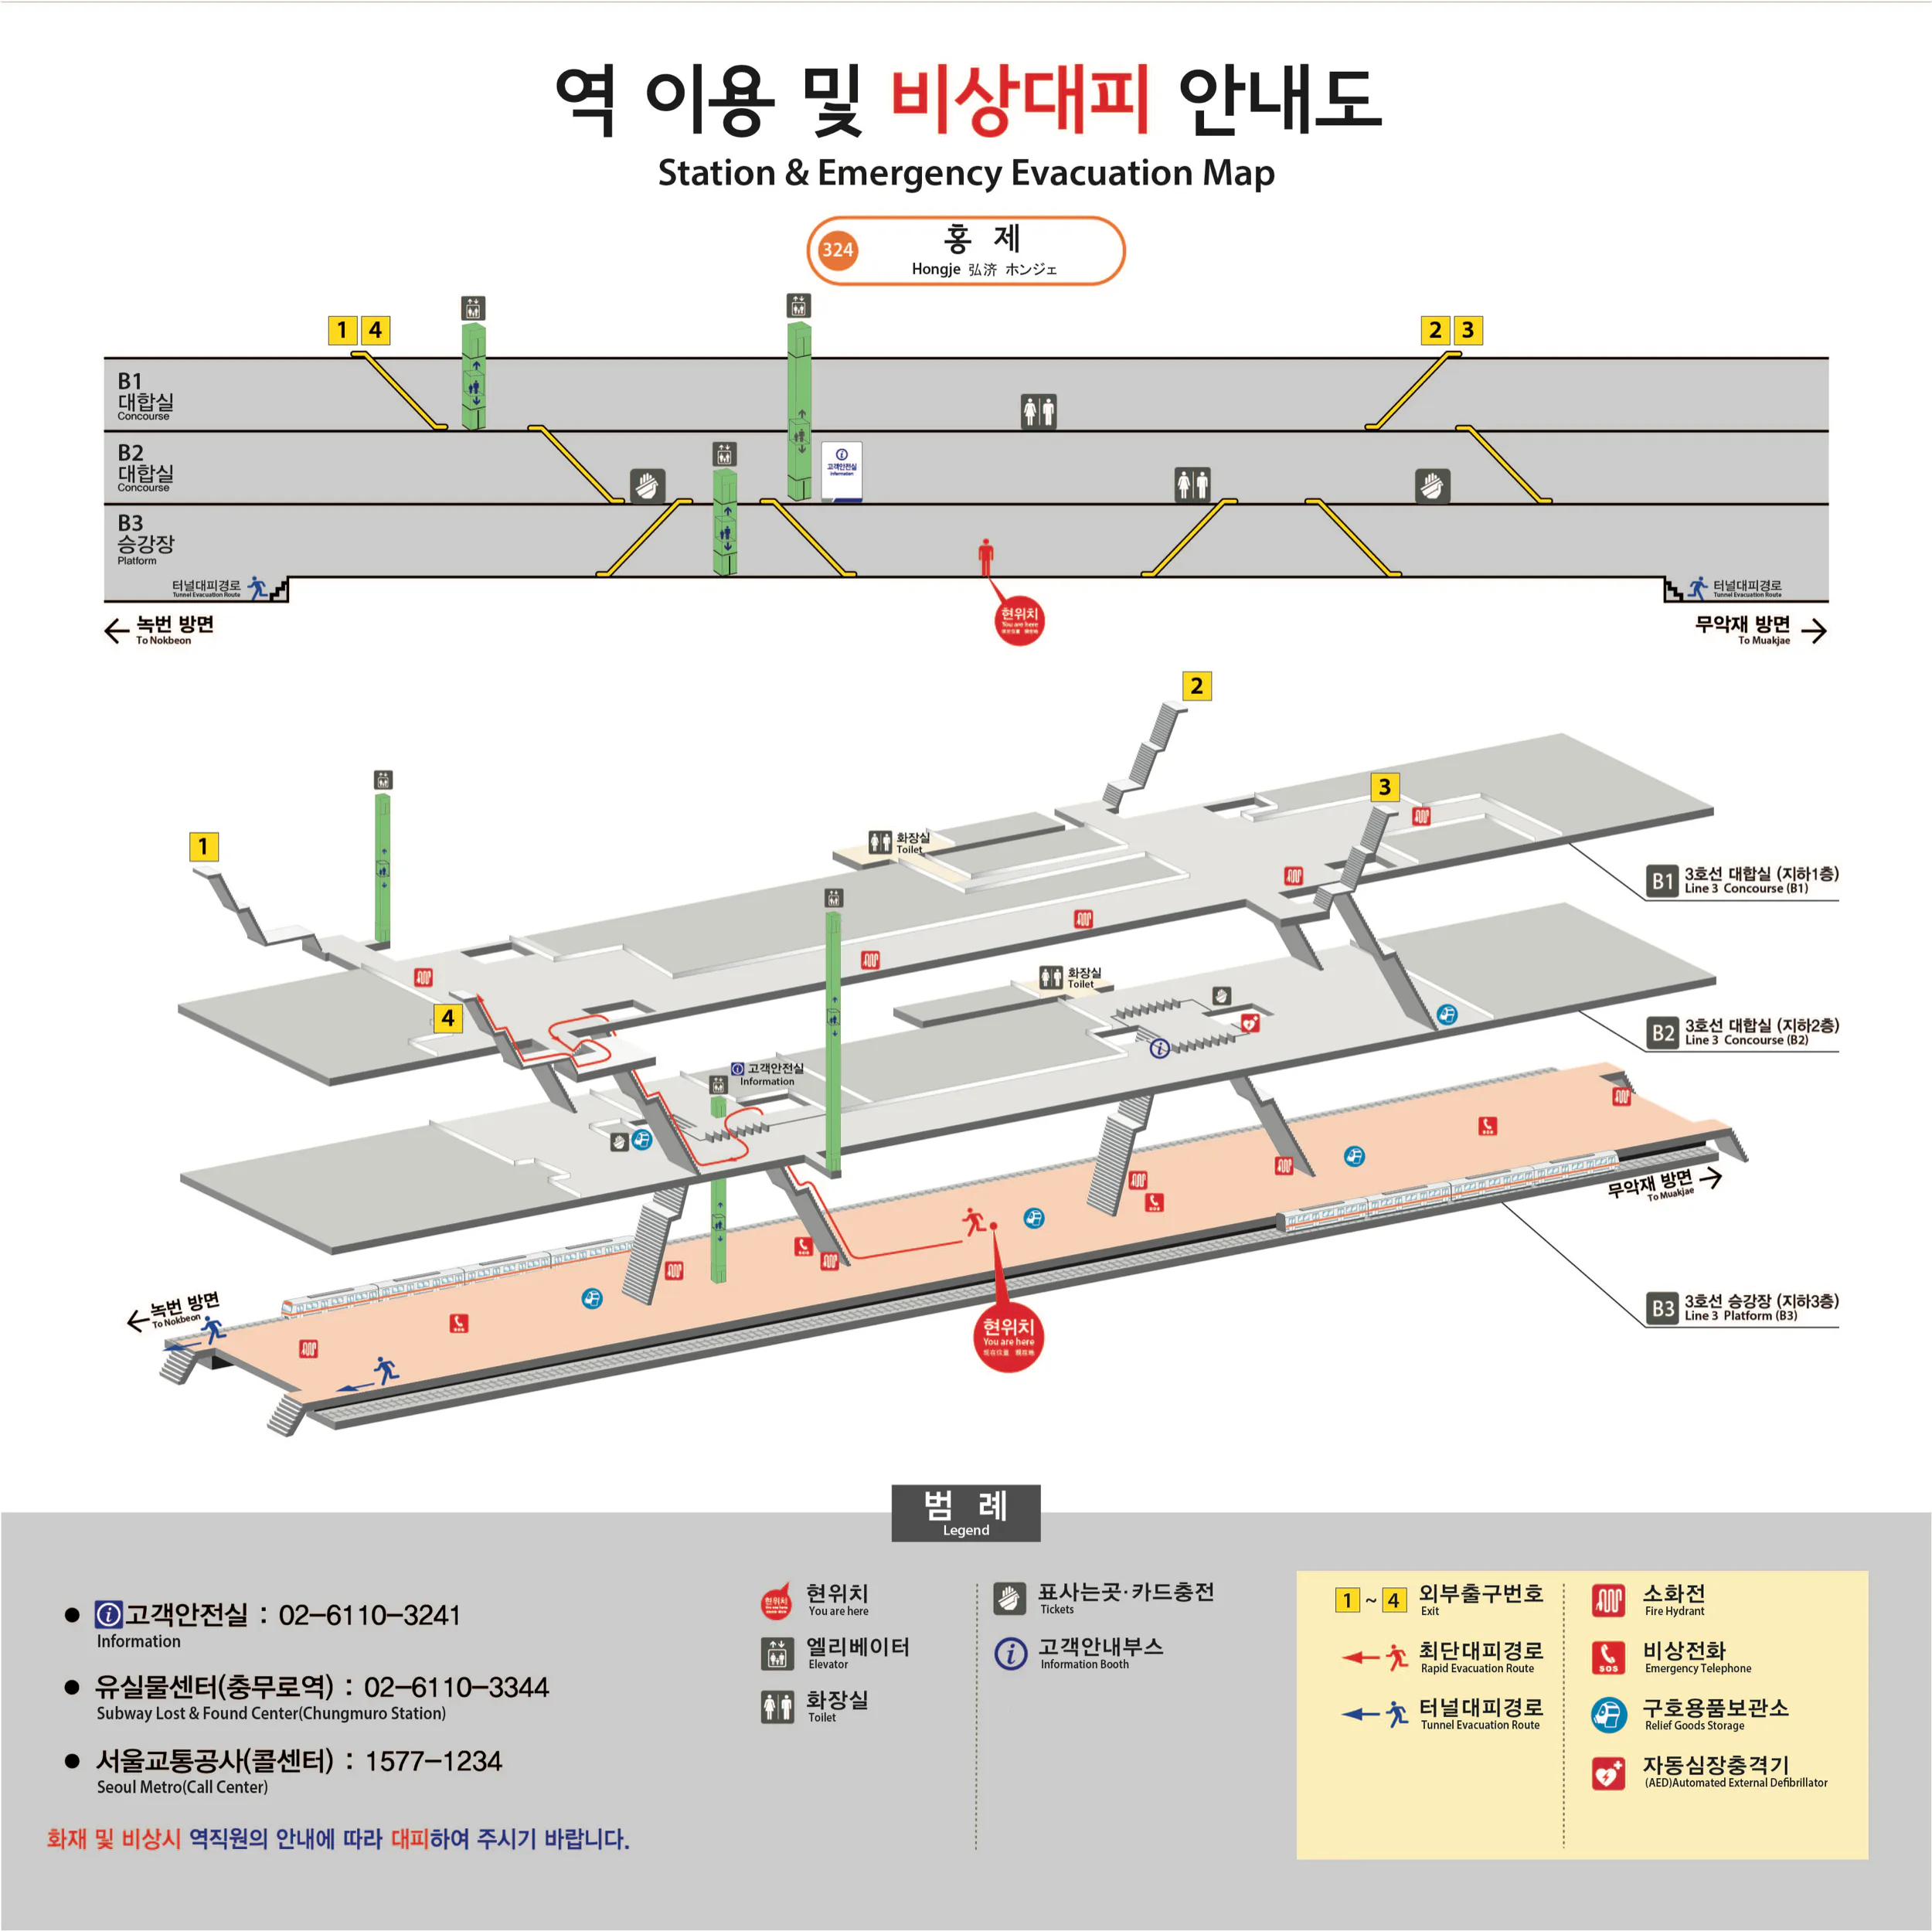 역 이용 및 비상대피 안내도
Station & Emergency Evacuation Map
324
홍 제
Hongje 弘済 ホンジェ
1 4
2 3
B1
대합실
Concourse
B2
대합실
Concourse
고객안전실
Information
B3
승강장
Platform
터널대피경로
Tunnel Evacuation Route
터널대피경로
Tunnel Evacuation Route
녹번 방면
To Nokbeon
현위치
You are here
무악재 방면
To Muakjae
2
3
1
화장실
Toilet
B1 3호선 대합실 (지하1층)
Line 3 Concourse (B1)
4
화장실
Toilet
B2 3호선 대합실 (지하2층)
Line 3 Concourse (B2)
고객안전실
Information
무악재 방면
To Muakjae
녹번 방면
To Nokbeon
현위치
You are here
B3 3호선 승강장 (지하3층)
Line 3 Platform (B3)
SOS
SOS
SOS
SOS
범 례
Legend
고객안전실 : 02-6110-3241
Information
유실물센터(충무로역) : 02-6110-3344
Subway Lost & Found Center(Chungmuro Station)
서울교통공사(콜센터) : 1577-1234
Seoul Metro(Call Center)
화재 및 비상시 역직원의 안내에 따라 대피하여 주시기 바랍니다.
현위치
현위치
You are here
엘리베이터
Elevator
화장실
Toilet
표사는곳·카드충전
Tickets
고객안내부스
Information Booth
1 ~ 4 외부출구번호
Exit
최단대피경로
Rapid Evacuation Route
터널대피경로
Tunnel Evacuation Route
소화전
Fire Hydrant
SOS
비상전화
Emergency Telephone
구호용품보관소
Relief Goods Storage
자동심장충격기
(AED)Automated External Defibrillator